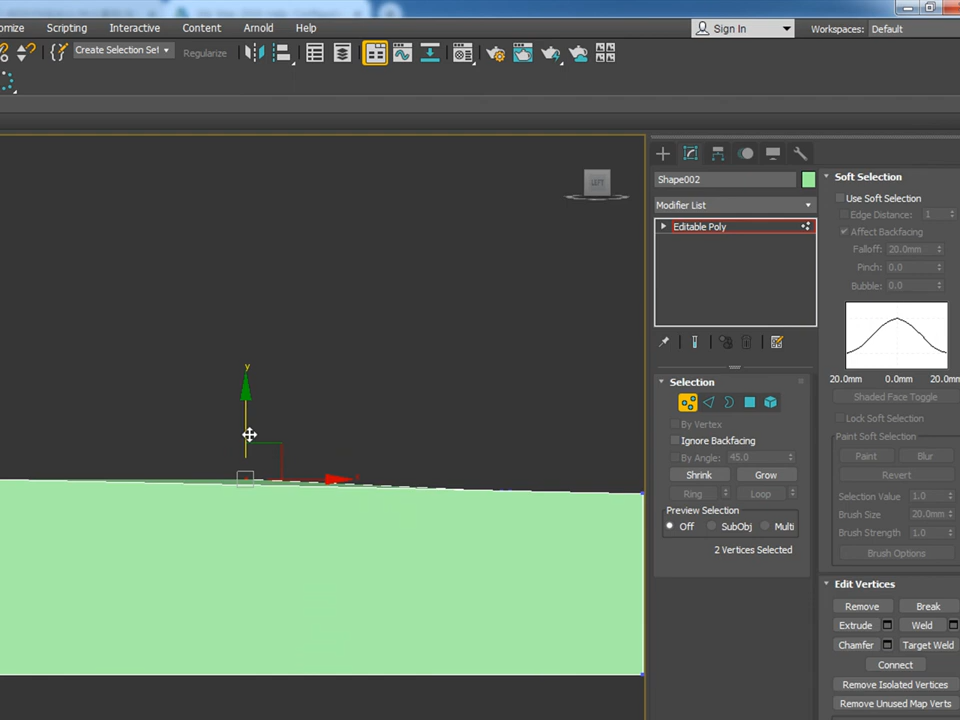 omize Scripting Interactive Content Arnold Help Sign In Workspaces: Default
Create Selection Set Regularize
Shape002
Modifier List
Editable Poly
LEFT
y
x
Selection
By Vertex
Ignore Backfacing
By Angle: 45.0
Shrink Grow
Ring Loop
Preview Selection
Off SubObj Multi
2 Vertices Selected
Soft Selection
Use Soft Selection
Edge Distance: 1
Affect Backfacing
Falloff: 20.0mm
Pinch: 0.0
Bubble: 0.0
20.0mm 0.0mm 20.0mm
Shaded Face Toggle
Lock Soft Selection
Paint Soft Selection
Paint Blur
Revert
Selection Value 1.0
Brush Size 20.0mm
Brush Strength 1.0
Brush Options
Edit Vertices
Remove Break
Extrude Weld
Chamfer Target Weld
Connect
Remove Isolated Vertices
Remove Unused Map Verts